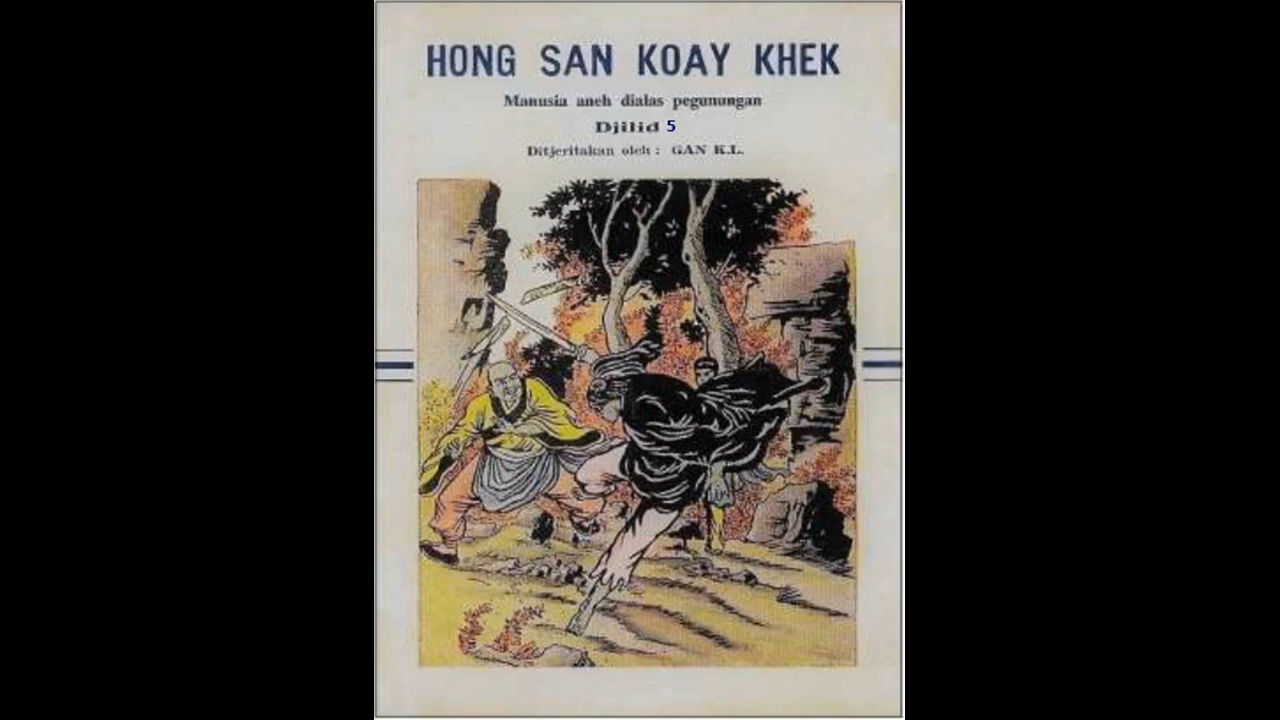 HONG SAN KOAY KHEK
Manusia aneh dialas pegunungan
Djilid 5
Ditjeritakan oleh : GAN K.L.